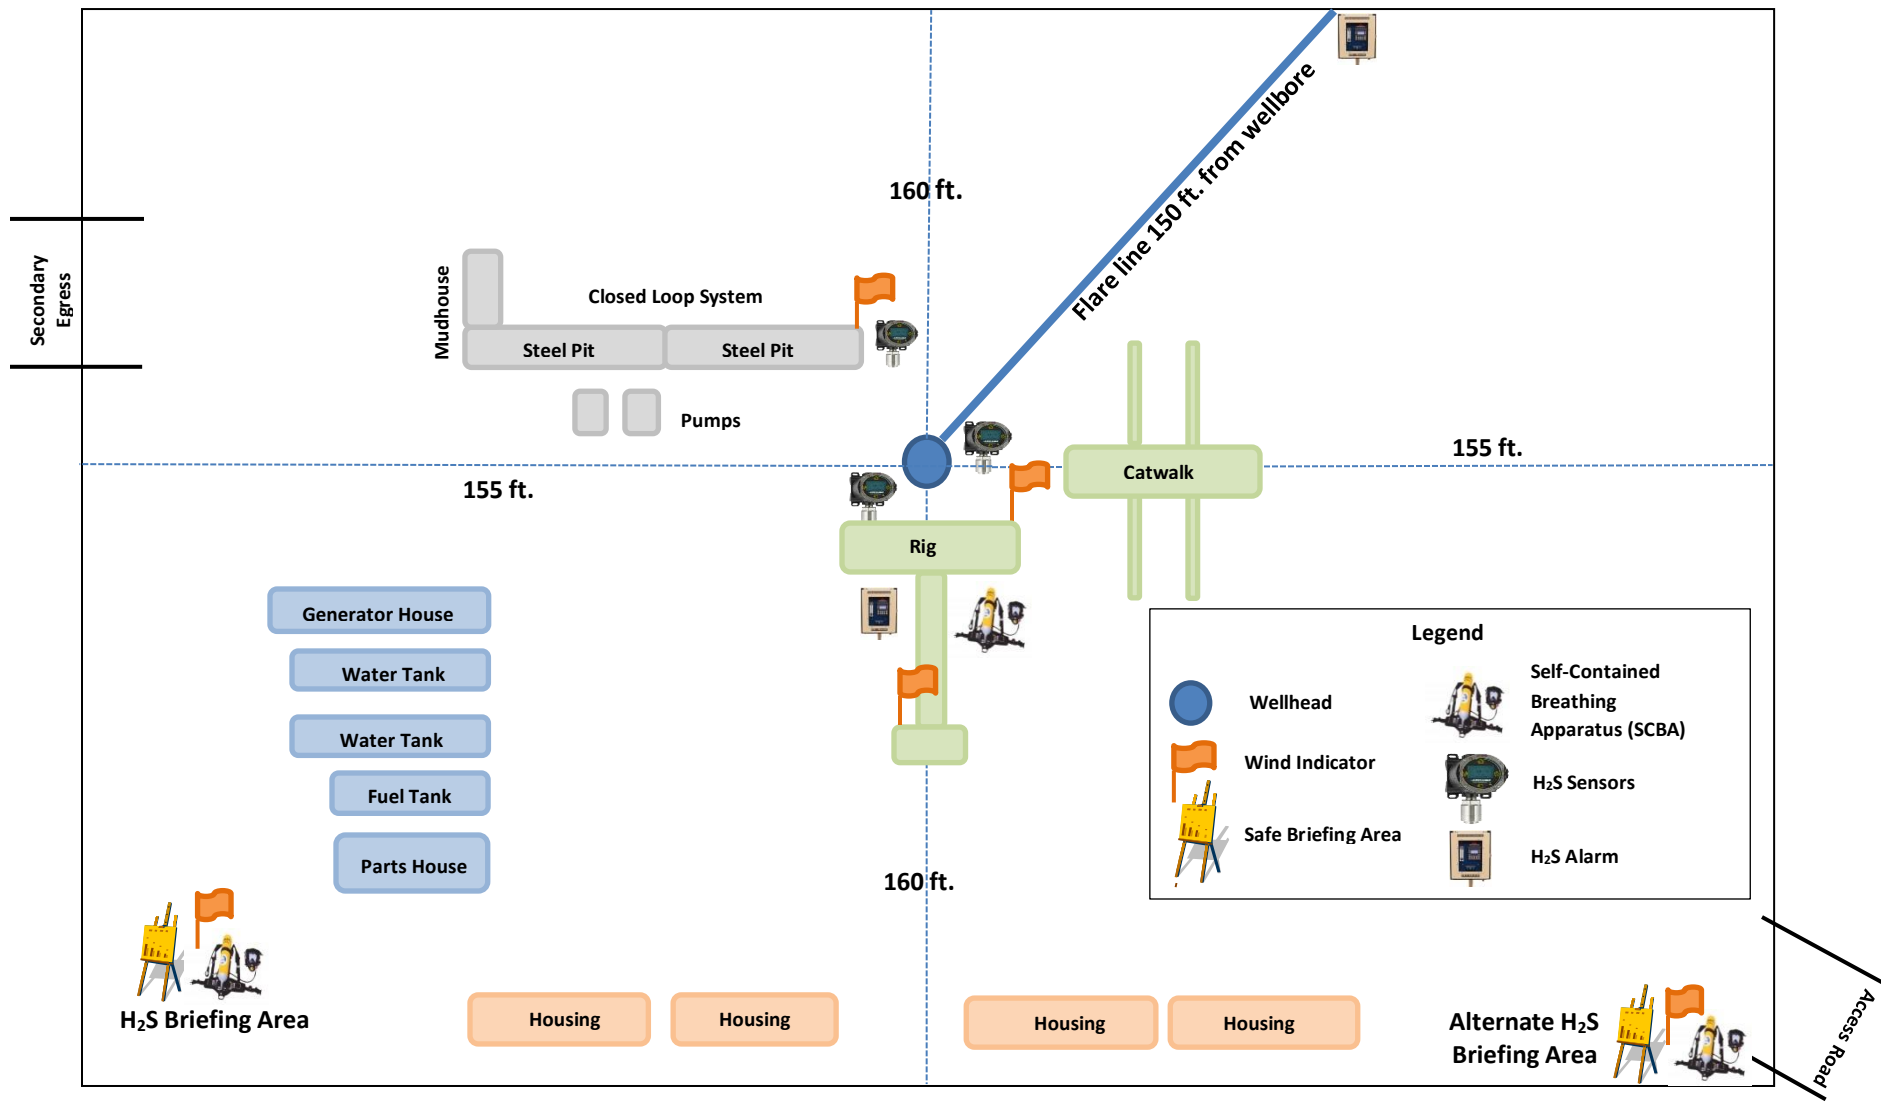 160 ft.
Flare line 150 ft. from wellbore
Secondary
Egress
Mudhouse
Closed Loop System
Steel Pit
Steel Pit
Pumps
155 ft.
155 ft.
Catwalk
Rig
Generator House
Water Tank
Water Tank
Fuel Tank
Parts House
160 ft.
Legend
Wellhead
Wind Indicator
Safe Briefing Area
Self-Contained
Breathing
Apparatus (SCBA)
H₂S Sensors
H₂S Alarm
H₂S Briefing Area
Housing
Housing
Housing
Housing
Alternate H₂S
Briefing Area
Access Road